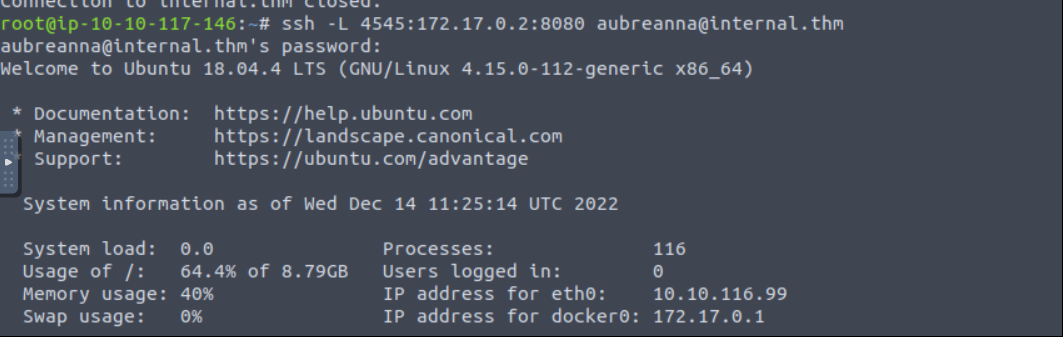 Connection to internal.thm closed.
root@ip-10-10-117-146:~# ssh -L 4545:172.17.0.2:8080 aubreanna@internal.thm
aubreanna@internal.thm's password:
Welcome to Ubuntu 18.04.4 LTS (GNU/Linux 4.15.0-112-generic x86_64)

 * Documentation:  https://help.ubuntu.com
 * Management:     https://landscape.canonical.com
 * Support:        https://ubuntu.com/advantage

  System information as of Wed Dec 14 11:25:14 UTC 2022

  System load:  0.0               Processes:              116
  Usage of /:   64.4% of 8.79GB   Users logged in:        0
  Memory usage: 40%               IP address for eth0:    10.10.116.99
  Swap usage:   0%                IP address for docker0: 172.17.0.1